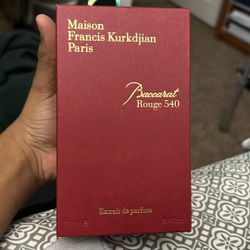 Maison
Francis Kurkdjian
Paris
Baccarat
Rouge 540
Extrait de parfum